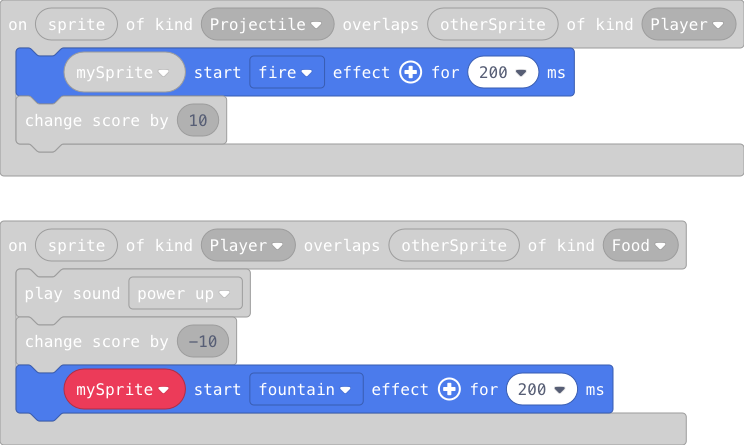 on sprite of kind Projectile overlaps otherSprite of kind Player
mySprite start fire effect for 200 ms
change score by 10
on sprite of kind Player overlaps otherSprite of kind Food
play sound power up
change score by -10
mySprite start fountain effect for 200 ms